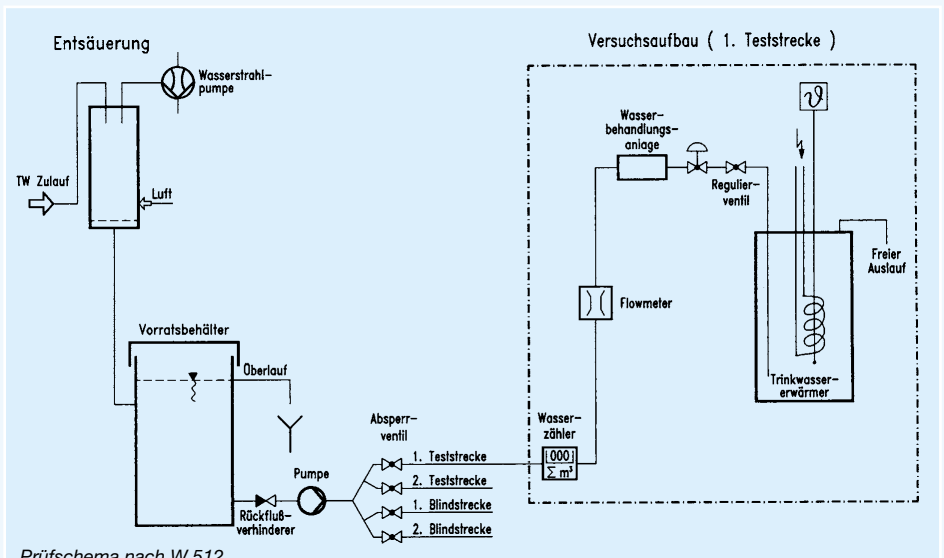 Entsäuerung
Versuchsaufbau ( 1. Teststrecke )
Wasserstrahl-
pumpe
TW Zulauf
Luft
Wasser-
behandlungs-
anlage
Regulier-
ventil
ϑ
Freier
Auslauf
Flowmeter
Trinkwasser-
erwärmer
Vorratsbehälter
Überlauf
Absperr-
ventil
Wasser-
zähler
000
Σ m³
1. Teststrecke
2. Teststrecke
1. Blindstrecke
2. Blindstrecke
Pumpe
Rückfluß-
verhinderer
Prüfschema nach W 512